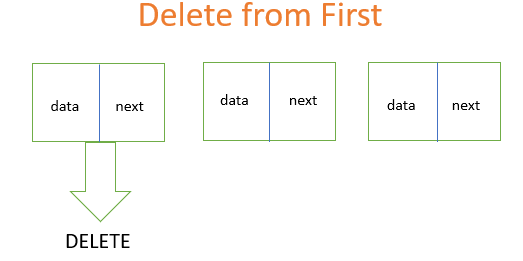 Delete from First
data next data next data next
DELETE